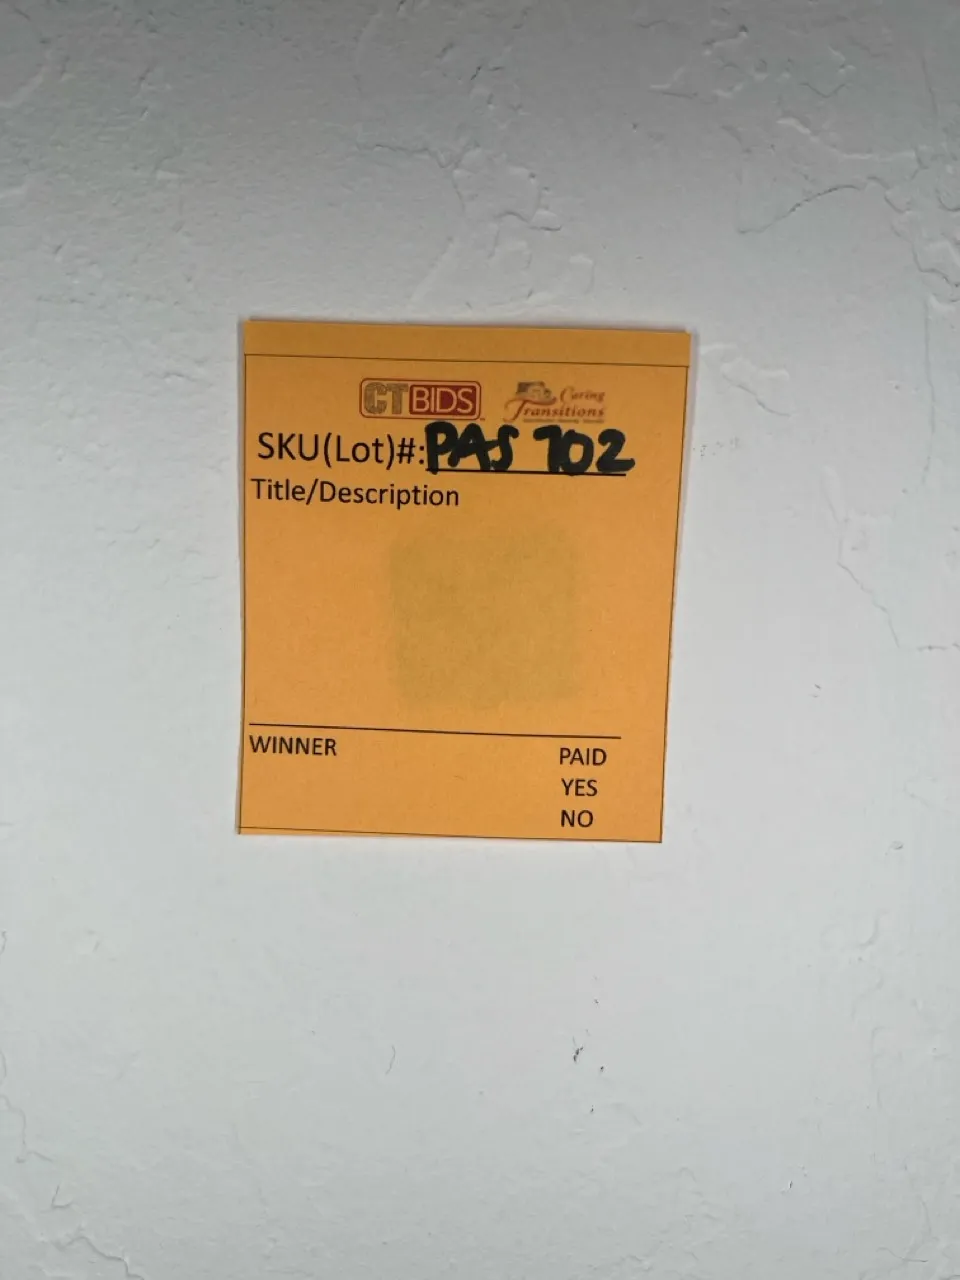 CTBIDS
Caring
Transitions
SKU(Lot)#: PAS 702
Title/Description
WINNER
PAID
YES
NO